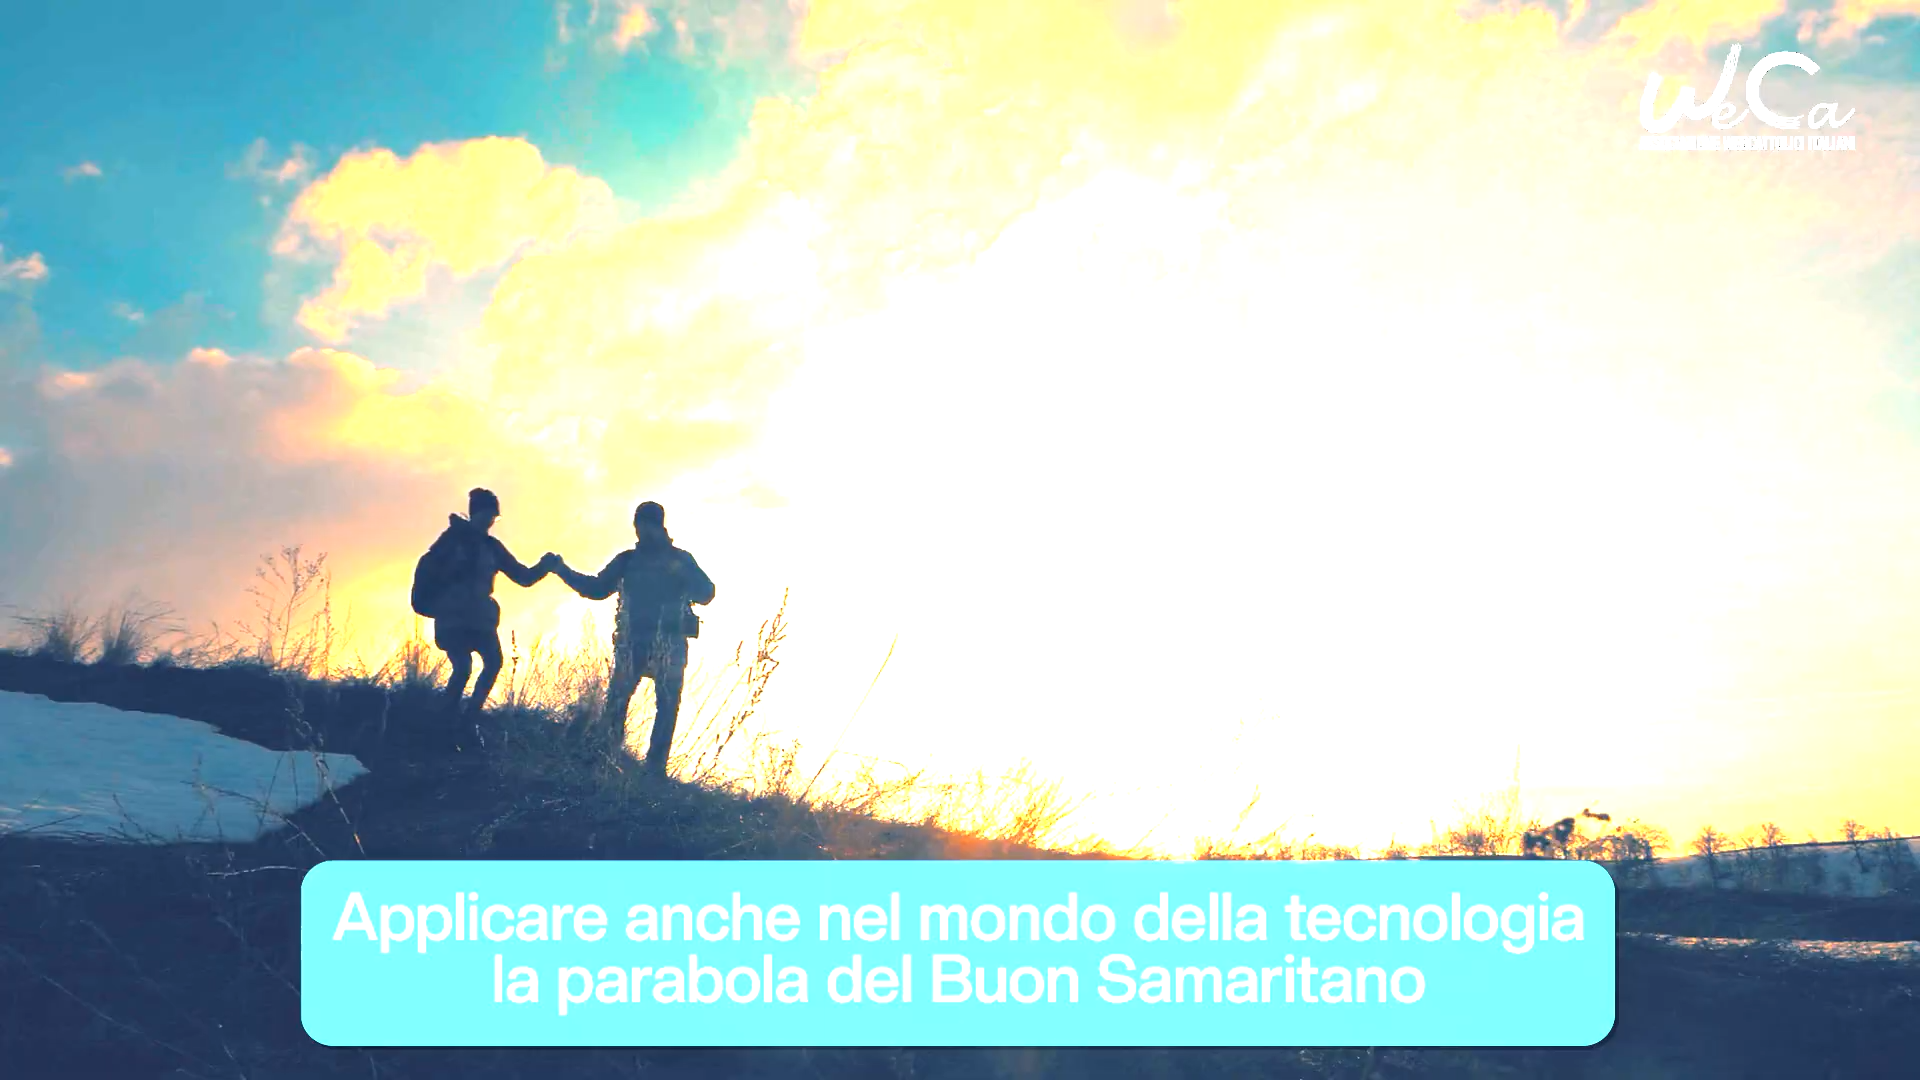 WeCa
Applicare anche nel mondo della tecnologia
la parabola del Buon Samaritano